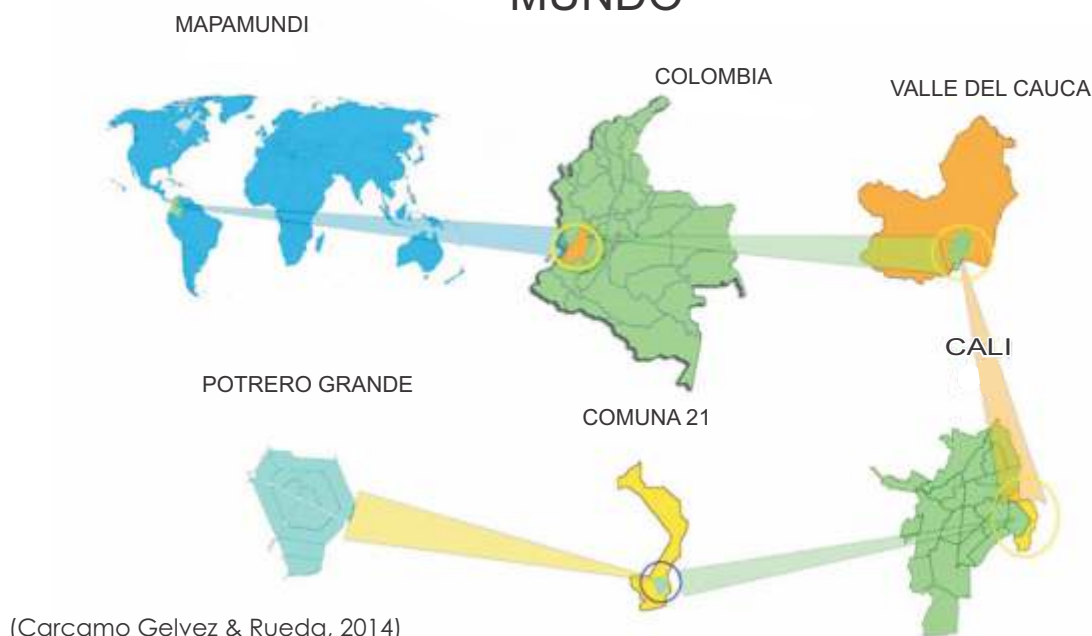 MUNDO
MAPAMUNDI
COLOMBIA
VALLE DEL CAUCA
CALI
POTRERO GRANDE
COMUNA 21
(Carcamo Gelvez & Rueda, 2014)